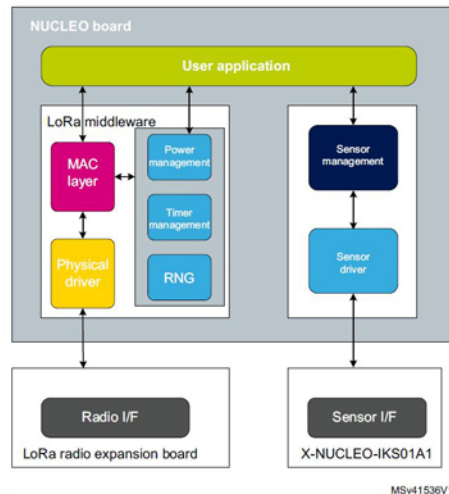 NUCLEO board
User application
LoRa middleware
MAC
layer
Power
management
Timer
management
RNG
Physical
driver
Sensor
management
Sensor
driver
Radio I/F
LoRa radio expansion board
Sensor I/F
X-NUCLEO-IKS01A1
MSv41536V